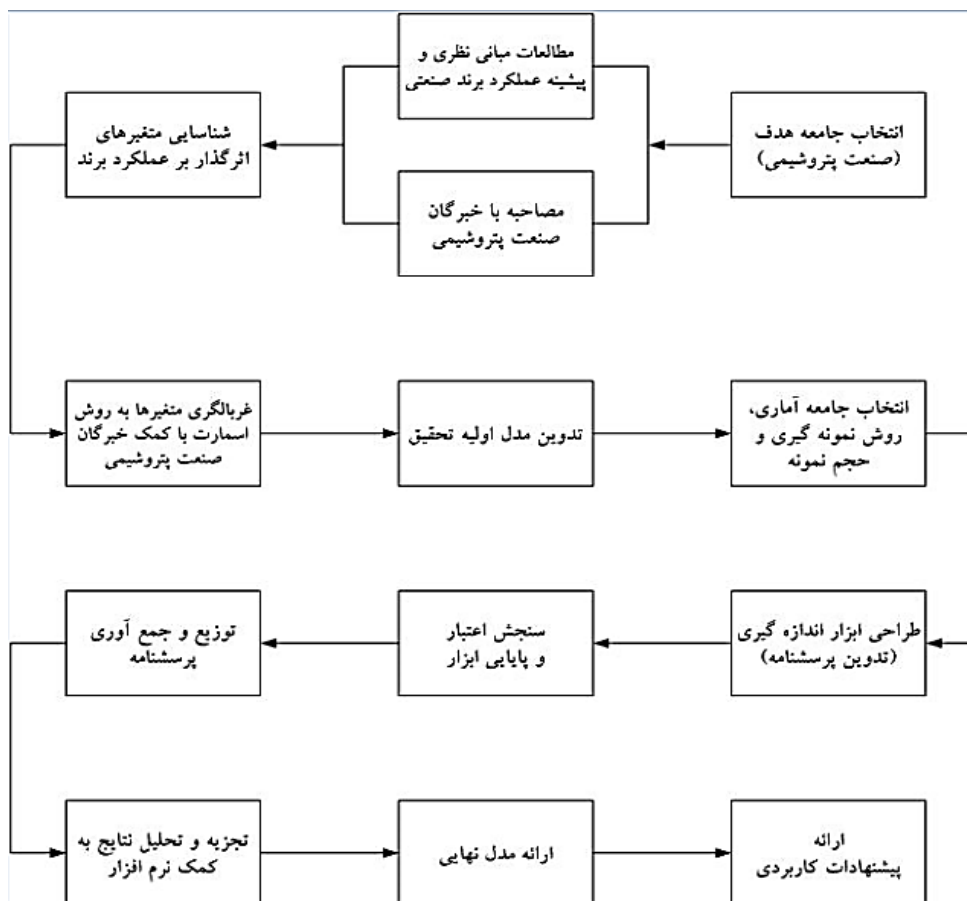 انتخاب جامعه هدف
(صنعت پتروشیمی)
مطالعات مبانی نظری و
پیشینه عملکرد برند صنعتی
مصاحبه با خبرگان
صنعت پتروشیمی
شناسایی متغیرهای
اثرگذار بر عملکرد برند
غربالگری متغیرها به روش
اسمارت با کمک خبرگان
صنعت پتروشیمی
تدوین مدل اولیه تحقیق
انتخاب جامعه آماری،
روش نمونه گیری و
حجم نمونه
طراحی ابزار اندازه گیری
(تدوین پرسشنامه)
سنجش اعتبار
و پایایی ابزار
توزیع و جمع آوری
پرسشنامه
تجزیه و تحلیل نتایج به
کمک نرم افزار
ارائه مدل نهایی
ارائه
پیشنهادات کاربردی